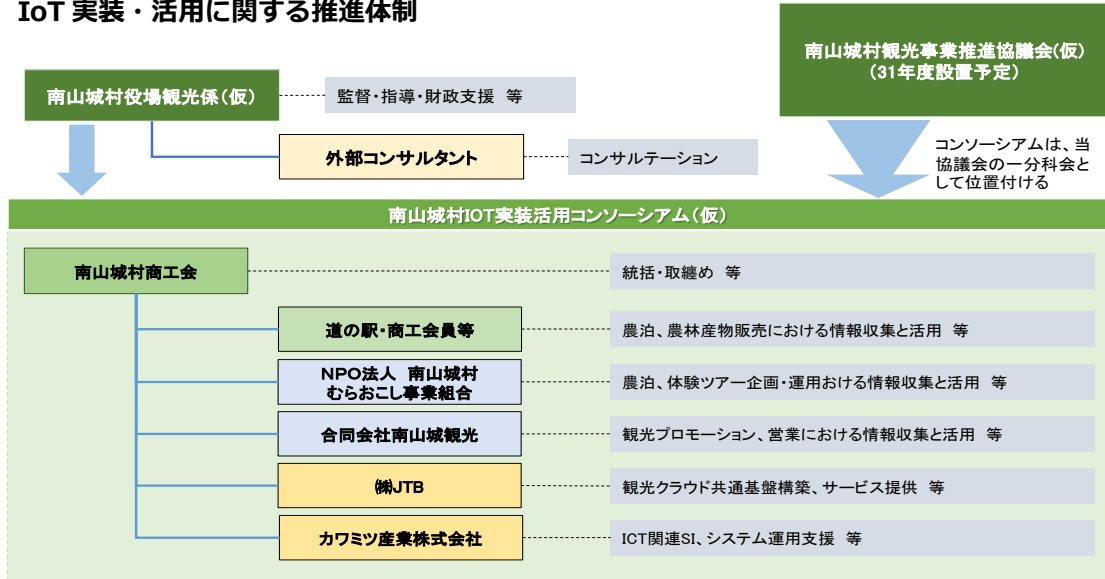 IoT 実装・活用に関する推進体制
南山城村観光事業推進協議会(仮)
(31年度設置予定)
南山城村役場観光係(仮)
監督・指導・財政支援 等
外部コンサルタント
コンサルテーション
コンソーシアムは、当
協議会の一分科会と
して位置付ける
南山城村IOT実装活用コンソーシアム(仮)
南山城村商工会
統括・取纏め 等
道の駅・商工会員等
農泊、農林産物販売における情報収集と活用 等
NPO法人 南山城村
むらおこし事業組合
農泊、体験ツアー企画・運用おける情報収集と活用 等
合同会社南山城観光
観光プロモーション、営業における情報収集と活用 等
㈱JTB
観光クラウド共通基盤構築、サービス提供 等
カワミツ産業株式会社
ICT関連SI、システム運用支援 等